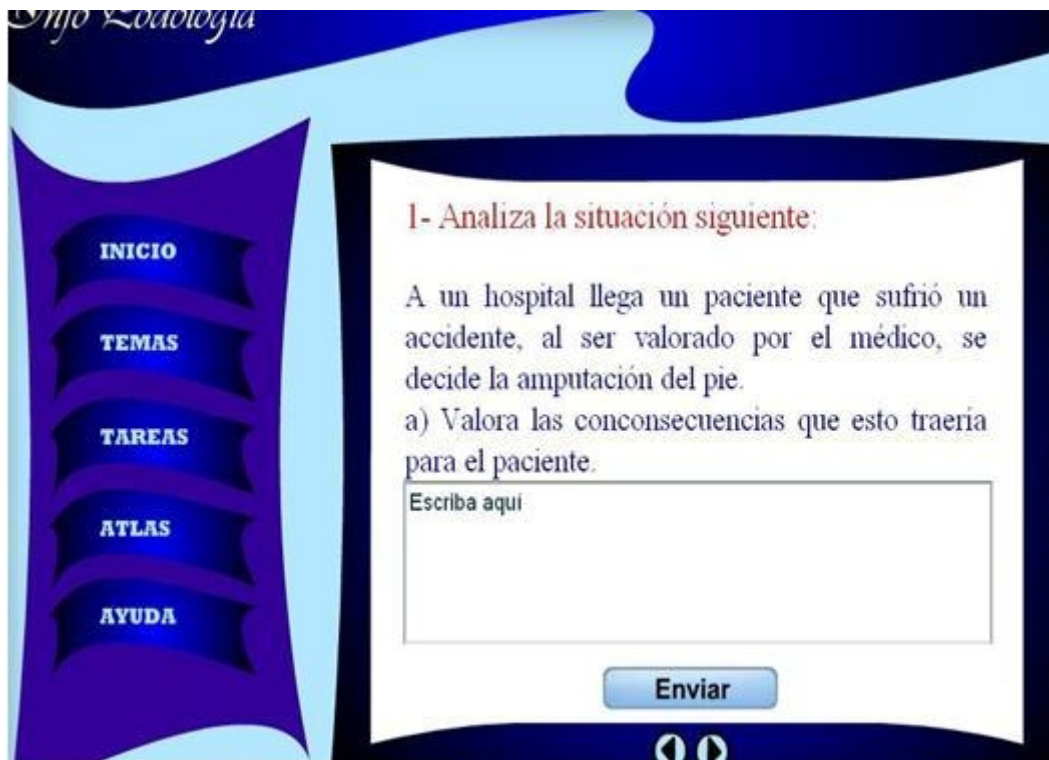 Info Podología
INICIO
TEMAS
TAREAS
ATLAS
AYUDA
1- Analiza la situación siguiente:
A un hospital llega un paciente que sufrió un
accidente, al ser valorado por el médico, se
decide la amputación del pie.
a) Valora las conconsecuencias que esto traería
para el paciente.
Escriba aquí
Enviar